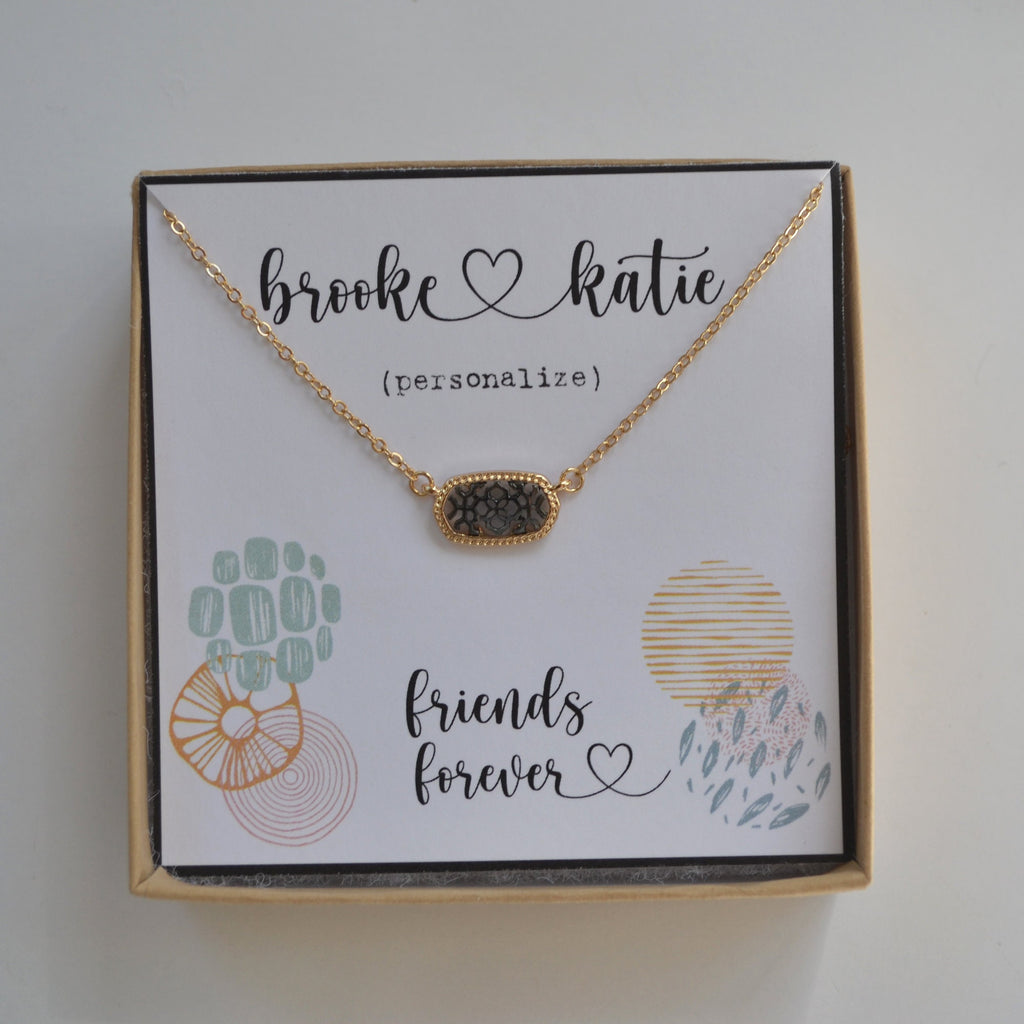 brooke katie
(personalize)
friends
forever